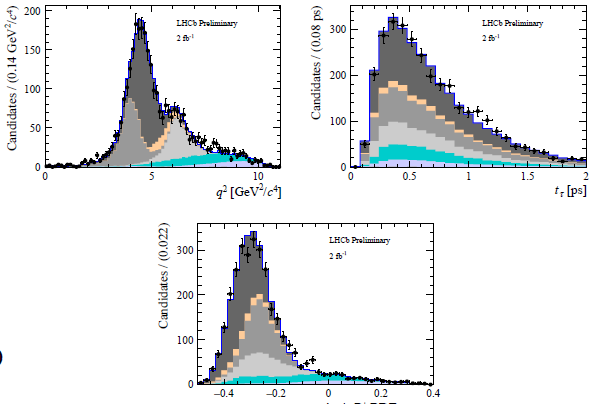 Candidates / (0.14 GeV²/c⁴)
200
150
100
50
0
LHCb Preliminary
2 fb⁻¹
0 5 10
q² [GeV²/c⁴]
Candidates / (0.08 ps)
300
200
100
0
LHCb Preliminary
2 fb⁻¹
0 0.5 1 1.5 2
t_τ [ps]
Candidates / (0.022)
300
200
100
0
LHCb Preliminary
2 fb⁻¹
−0.4 −0.2 0 0.2 0.4